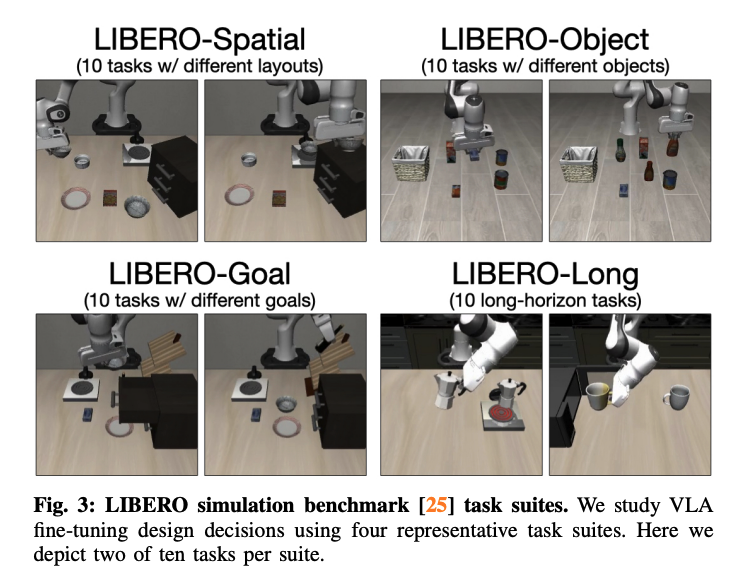 LIBERO-Spatial
(10 tasks w/ different layouts)
LIBERO-Object
(10 tasks w/ different objects)
LIBERO-Goal
(10 tasks w/ different goals)
LIBERO-Long
(10 long-horizon tasks)
Fig. 3: LIBERO simulation benchmark [25] task suites. We study VLA
fine-tuning design decisions using four representative task suites. Here we
depict two of ten tasks per suite.